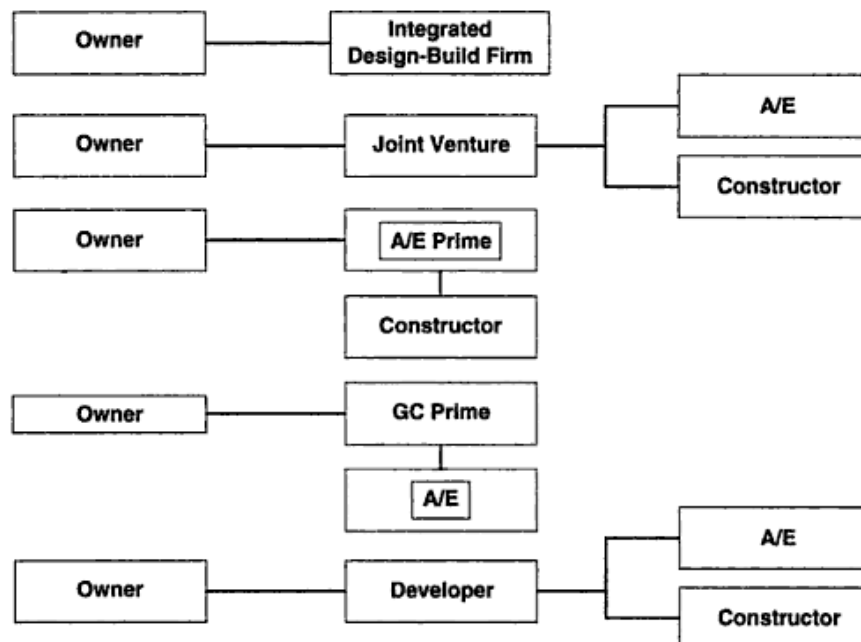 Owner
Integrated
Design-Build Firm
A/E
Owner
Joint Venture
Constructor
Owner
A/E Prime
Constructor
Owner
GC Prime
A/E
A/E
Owner
Developer
Constructor